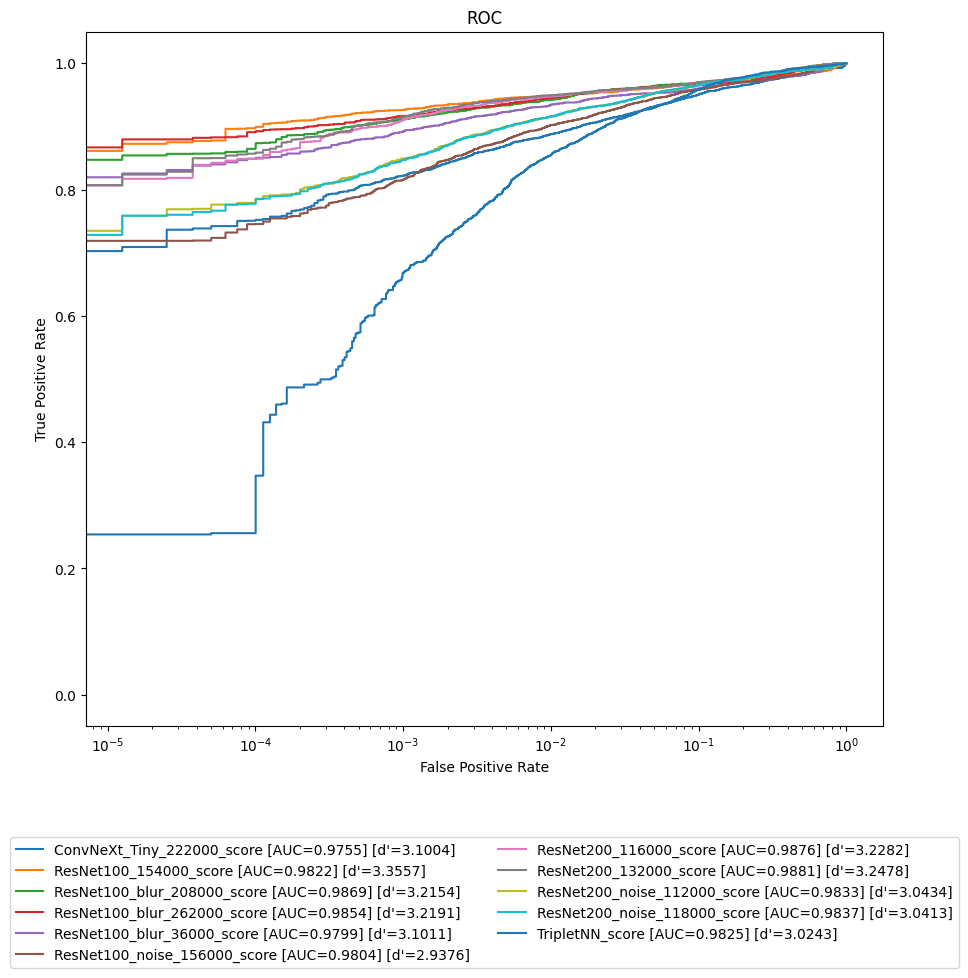 ROC
1.0
0.8
0.6
0.4
0.2
0.0
True Positive Rate
10⁻⁵
10⁻⁴
10⁻³
10⁻²
10⁻¹
10⁰
False Positive Rate
ConvNeXt_Tiny_222000_score [AUC=0.9755] [d'=3.1004]
ResNet100_154000_score [AUC=0.9822] [d'=3.3557]
ResNet100_blur_208000_score [AUC=0.9869] [d'=3.2154]
ResNet100_blur_262000_score [AUC=0.9854] [d'=3.2191]
ResNet100_blur_36000_score [AUC=0.9799] [d'=3.1011]
ResNet100_noise_156000_score [AUC=0.9804] [d'=2.9376]
ResNet200_116000_score [AUC=0.9876] [d'=3.2282]
ResNet200_132000_score [AUC=0.9881] [d'=3.2478]
ResNet200_noise_112000_score [AUC=0.9833] [d'=3.0434]
ResNet200_noise_118000_score [AUC=0.9837] [d'=3.0413]
TripletNN_score [AUC=0.9825] [d'=3.0243]